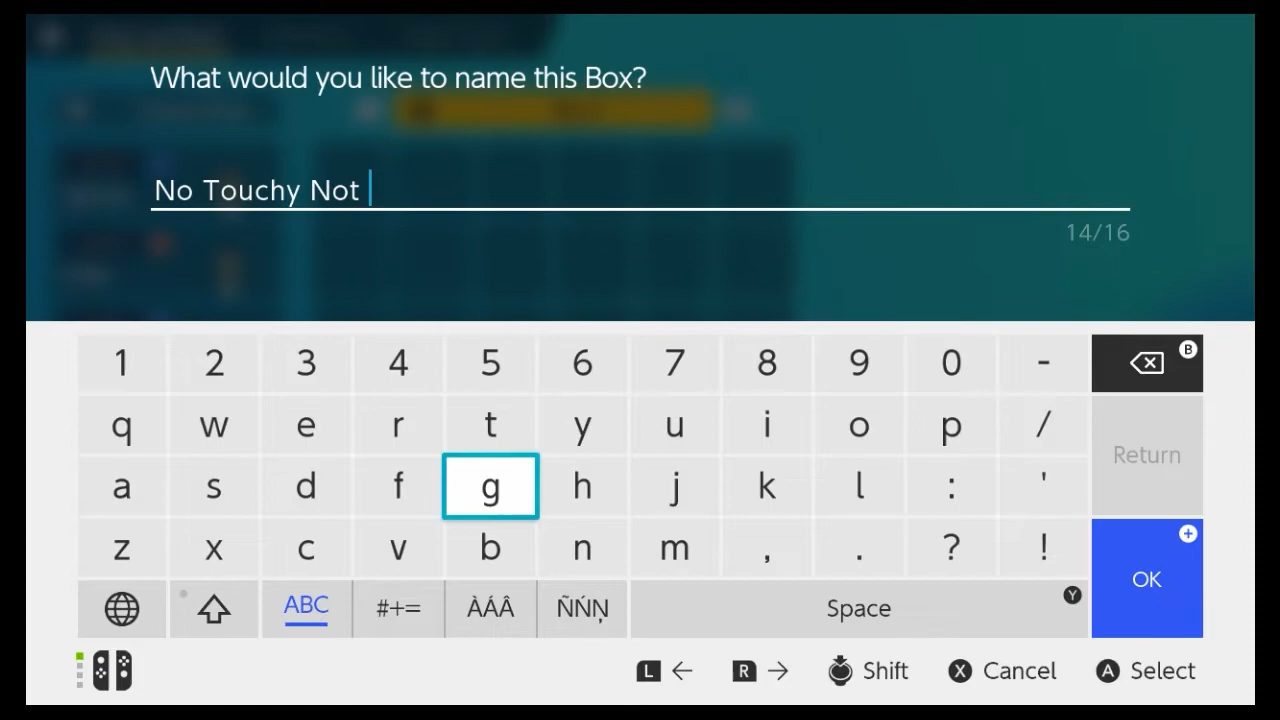 What would you like to name this Box?
No Touchy Not
14/16
1 2 3 4 5 6 7 8 9 0 - B
q w e r t y u i o p / Return
a s d f g h j k l : '
z x c v b n m , . ? ! OK +
ABC #+= ÀÁÂ ÑŃŅ Space Y
L ← R → Shift X Cancel A Select